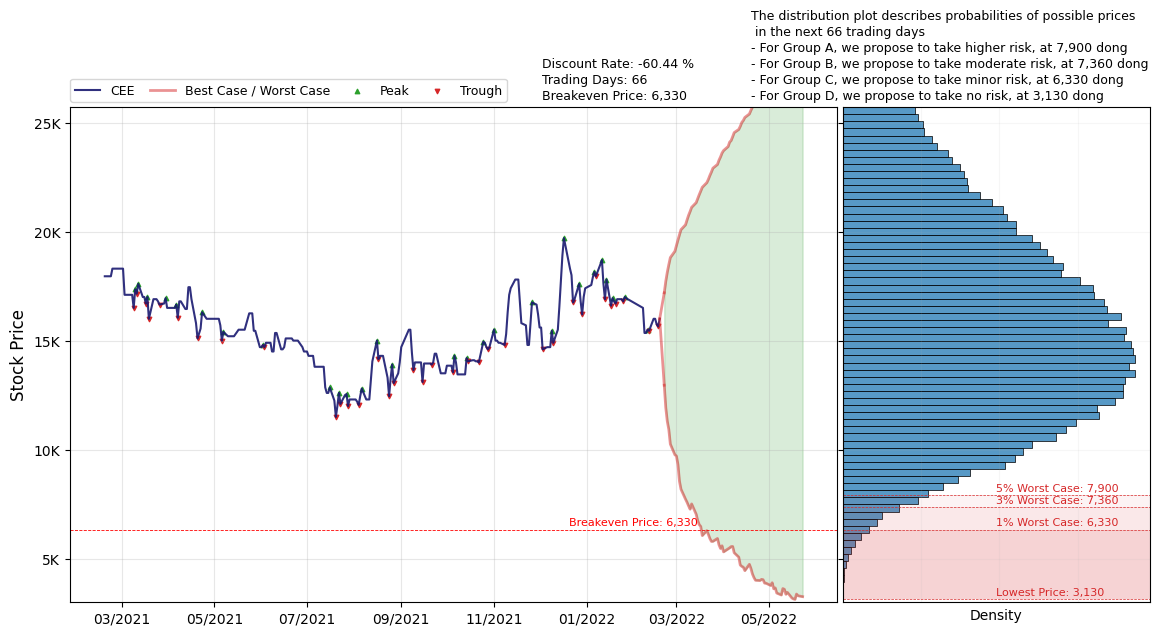 The distribution plot describes probabilities of possible prices
in the next 66 trading days
- For Group A, we propose to take higher risk, at 7,900 dong
- For Group B, we propose to take moderate risk, at 7,360 dong
- For Group C, we propose to take minor risk, at 6,330 dong
- For Group D, we propose to take no risk, at 3,130 dong
Discount Rate: -60.44 %
Trading Days: 66
Breakeven Price: 6,330
CEE
Best Case / Worst Case
Peak
Trough
Stock Price
25K
20K
15K
10K
5K
Breakeven Price: 6,330
03/2021
05/2021
07/2021
09/2021
11/2021
01/2022
03/2022
05/2022
5% Worst Case: 7,900
3% Worst Case: 7,360
1% Worst Case: 6,330
Lowest Price: 3,130
Density